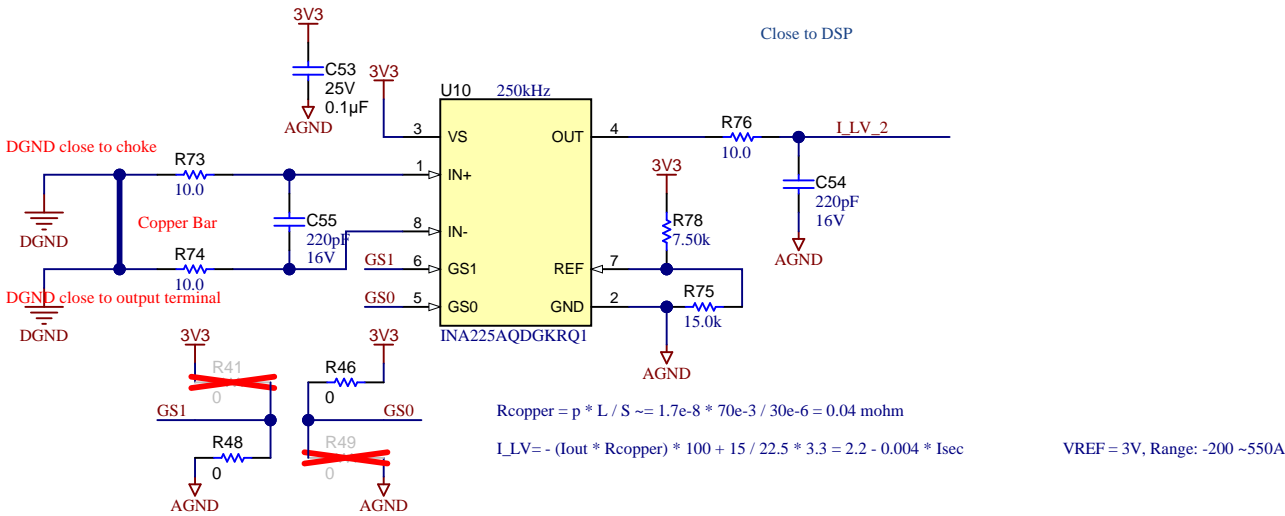 3V3
Close to DSP
C53
25V
0.1µF
AGND
3V3
U10 250kHz
3 VS
OUT 4
R76
10.0
I_LV_2
DGND close to choke
R73
10.0
1 IN+
3V3
C54
220pF
16V
AGND
DGND
Copper Bar
C55
220pF
16V
8 IN-
R78
7.50k
R74
10.0
GS1 6 GS1
REF 7
DGND close to output terminal
DGND
GS0 5 GS0
GND 2
R75
15.0k
INA225AQDGKRQ1
AGND
3V3
3V3
R41
0
R46
0
GS1
GS0
R48
0
R49
0
AGND
AGND
Rcopper = p * L / S ~= 1.7e-8 * 70e-3 / 30e-6 = 0.04 mohm
I_LV= - (Iout * Rcopper) * 100 + 15 / 22.5 * 3.3 = 2.2 - 0.004 * Isec
VREF = 3V, Range: -200 ~550A